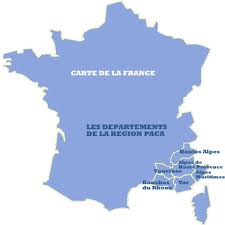 CARTE DE LA FRANCE
LES DEPARTEMENTS
DE LA REGION PACA
Hautes Alpes
Alpes de
Haute Provence
Vaucluse
Alpes
Maritimes
Bouches
du Rhone
Var